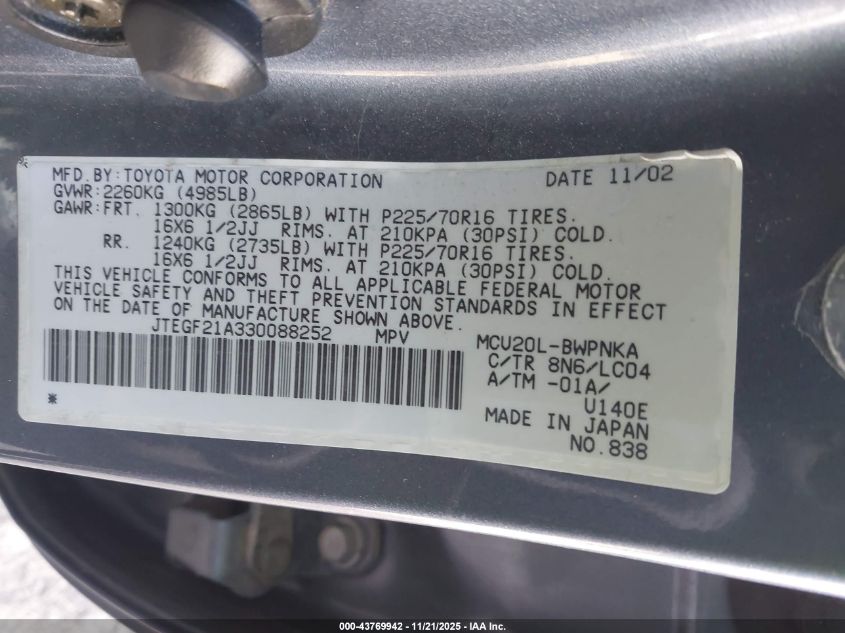 MFD.BY:TOYOTA MOTOR CORPORATION DATE 11/02
GVWR:2260KG (4985LB)
GAWR:FRT. 1300KG (2865LB) WITH P225/70R16 TIRES.
16X6 1/2JJ RIMS. AT 210KPA (30PSI) COLD.
RR. 1240KG (2735LB) WITH P225/70R16 TIRES.
16X6 1/2JJ RIMS. AT 210KPA (30PSI) COLD.
THIS VEHICLE CONFORMS TO ALL APPLICABLE FEDERAL MOTOR
VEHICLE SAFETY AND THEFT PREVENTION STANDARDS IN EFFECT
ON THE DATE OF MANUFACTURE SHOWN ABOVE.
JTEGF21A330088252 MPV
MCU20L-BWPNKA
C/TR 8N6/LC04
A/TM -01A/
U140E
MADE IN JAPAN
NO.838
000-43769942 - 11/21/2025 - IAA Inc.